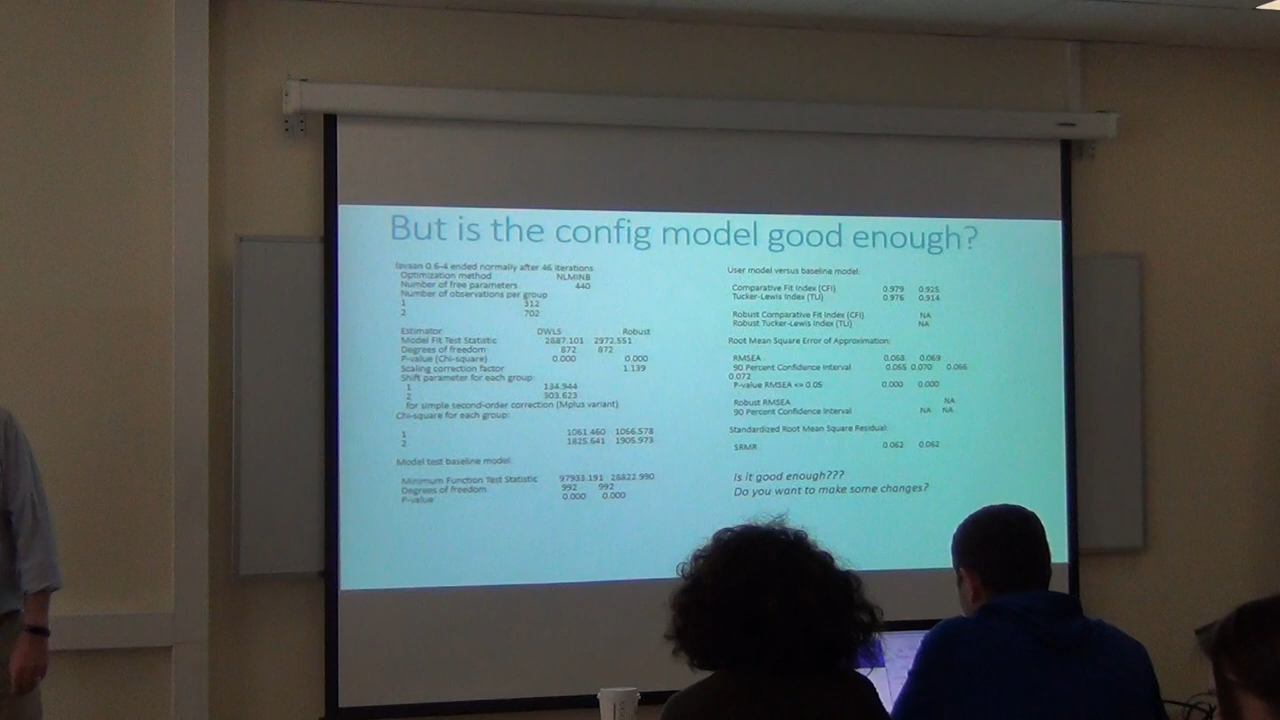 But is the config model good enough?
lavaan 0.6-4 ended normally after 46 iterations
Optimization method NLMINB
Number of free parameters 440
Number of observations per group
1 312
2 702
Estimator DWLS Robust
Model Fit Test Statistic 2887.101 2972.551
Degrees of freedom 872 872
P-value (Chi-square) 0.000 0.000
Scaling correction factor 1.139
Shift parameter for each group:
1 134.944
2 303.623
for simple second-order correction (Mplus variant)
Chi-square for each group:
1 1061.460 1066.578
2 1825.641 1905.973
Model test baseline model:
Minimum Function Test Statistic 97933.191 28822.990
Degrees of freedom 992 992
P-value 0.000 0.000
User model versus baseline model:
Comparative Fit Index (CFI) 0.979 0.925
Tucker-Lewis Index (TLI) 0.976 0.914
Robust Comparative Fit Index (CFI) NA
Robust Tucker-Lewis Index (TLI) NA
Root Mean Square Error of Approximation:
RMSEA 0.068 0.069
90 Percent Confidence Interval 0.065 0.070 0.066
0.072
P-value RMSEA <= 0.05 0.000 0.000
Robust RMSEA NA
90 Percent Confidence Interval NA NA
Standardized Root Mean Square Residual:
SRMR 0.062 0.062
Is it good enough???
Do you want to make some changes?